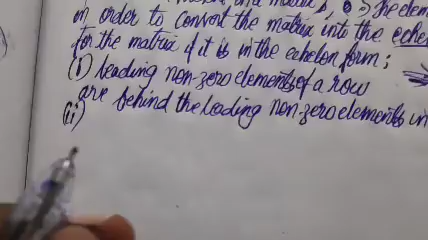 in order to convert the matrix into the eche
for the matrix if it is in the echelon form;
(i) Leading non-zero elements of a row
are behind the leading non-zero elements in
(ii)